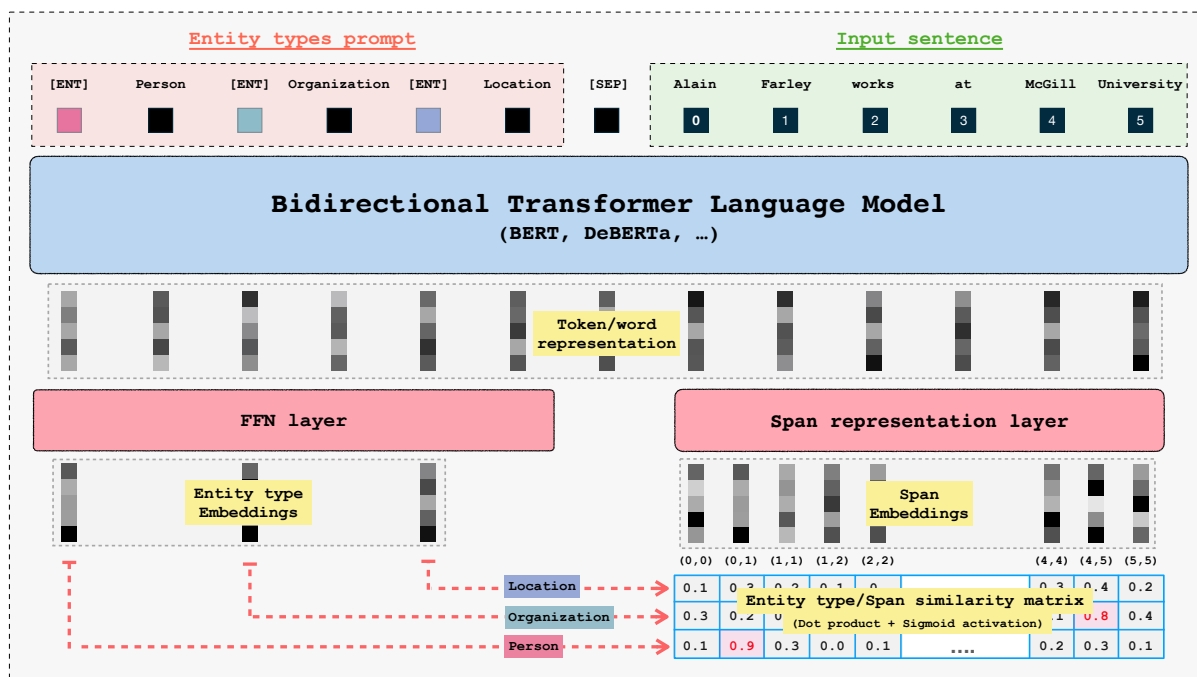 Entity types prompt
Input sentence
[ENT] Person [ENT] Organization [ENT] Location [SEP] Alain Farley works at McGill University
0 1 2 3 4 5
Bidirectional Transformer Language Model
(BERT, DeBERTa, …)
Token/word
representation
FFN layer
Span representation layer
Entity type
Embeddings
Span
Embeddings
(0,0) (0,1) (1,1) (1,2) (2,2) (4,4) (4,5) (5,5)
Location 0.1 0.4 0.2
Entity type/Span similarity matrix
Organization 0.3 0.2 0.8 0.4
(Dot product + Sigmoid activation)
Person 0.1 0.9 0.3 0.0 0.1 .... 0.2 0.3 0.1